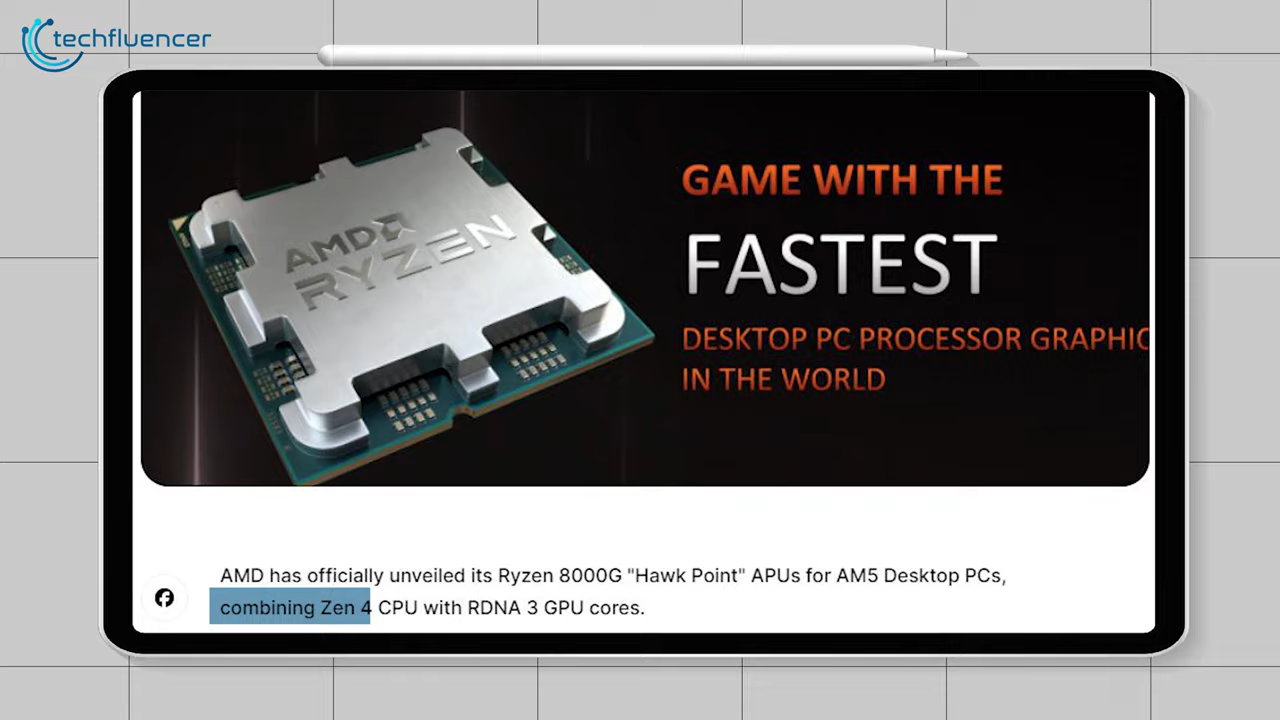 techfluencer
AMD
RYZEN
GAME WITH THE
FASTEST
DESKTOP PC PROCESSOR GRAPHIC
IN THE WORLD
AMD has officially unveiled its Ryzen 8000G "Hawk Point" APUs for AM5 Desktop PCs,
combining Zen 4 CPU with RDNA 3 GPU cores.